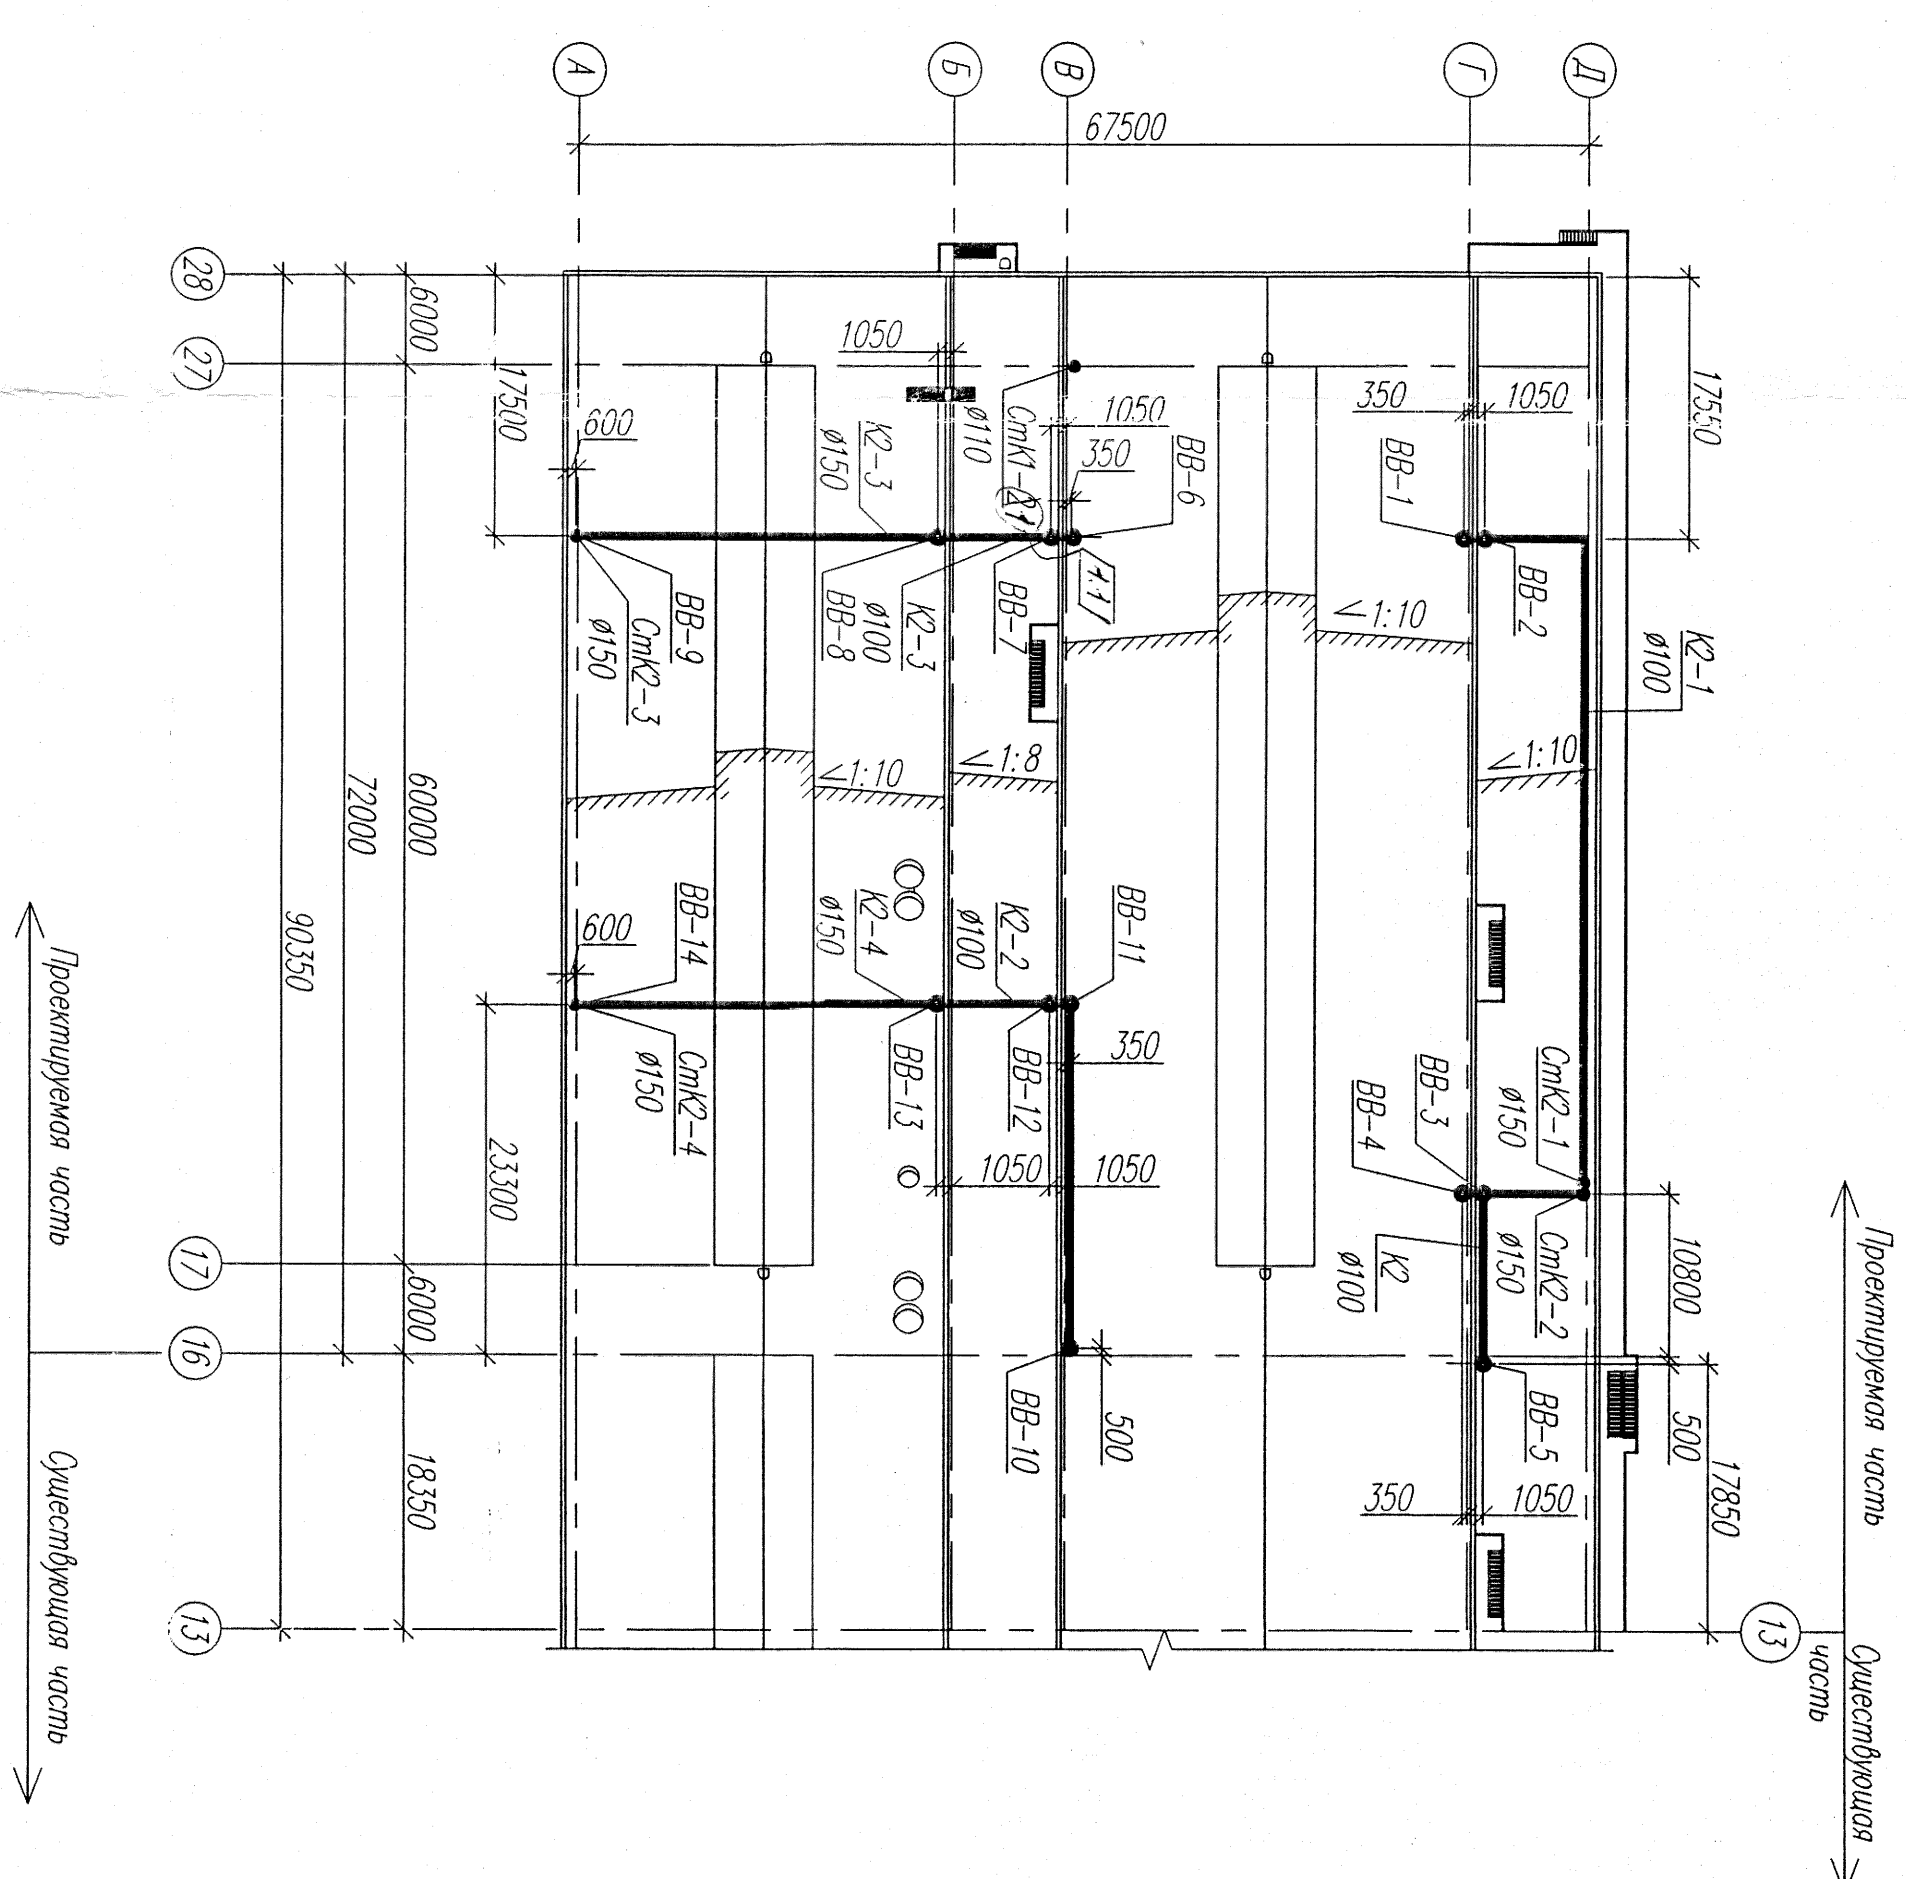 А
Б
В
Г
Д
67500
28
27
17
16
13
13
6000
17500
600
1050
К2-3
ø150
СтК1-21
ø110
1050
350
ВВ-6
350
1050
ВВ-1
17550
ВВ-2
1:10
К2-1
ø100
1.1
ВВ-7
К2-3
ø100
ВВ-8
ВВ-9
СтК2-3
ø150
1:10
1:8
1:10
60000
72000
90350
600
ВВ-14
К2-4
ø150
К2-2
ø100
ВВ-11
350
ВВ-12
ВВ-13
СтК2-4
ø150
1050
1050
23300
6000
18350
ВВ-10
500
ВВ-3
ВВ-4
К2
ø100
СтК2-1
ø150
СтК2-2
ø150
10800
500
17850
ВВ-5
350
1050
Проектируемая часть
Существующая часть
Проектируемая часть
Существующая
часть